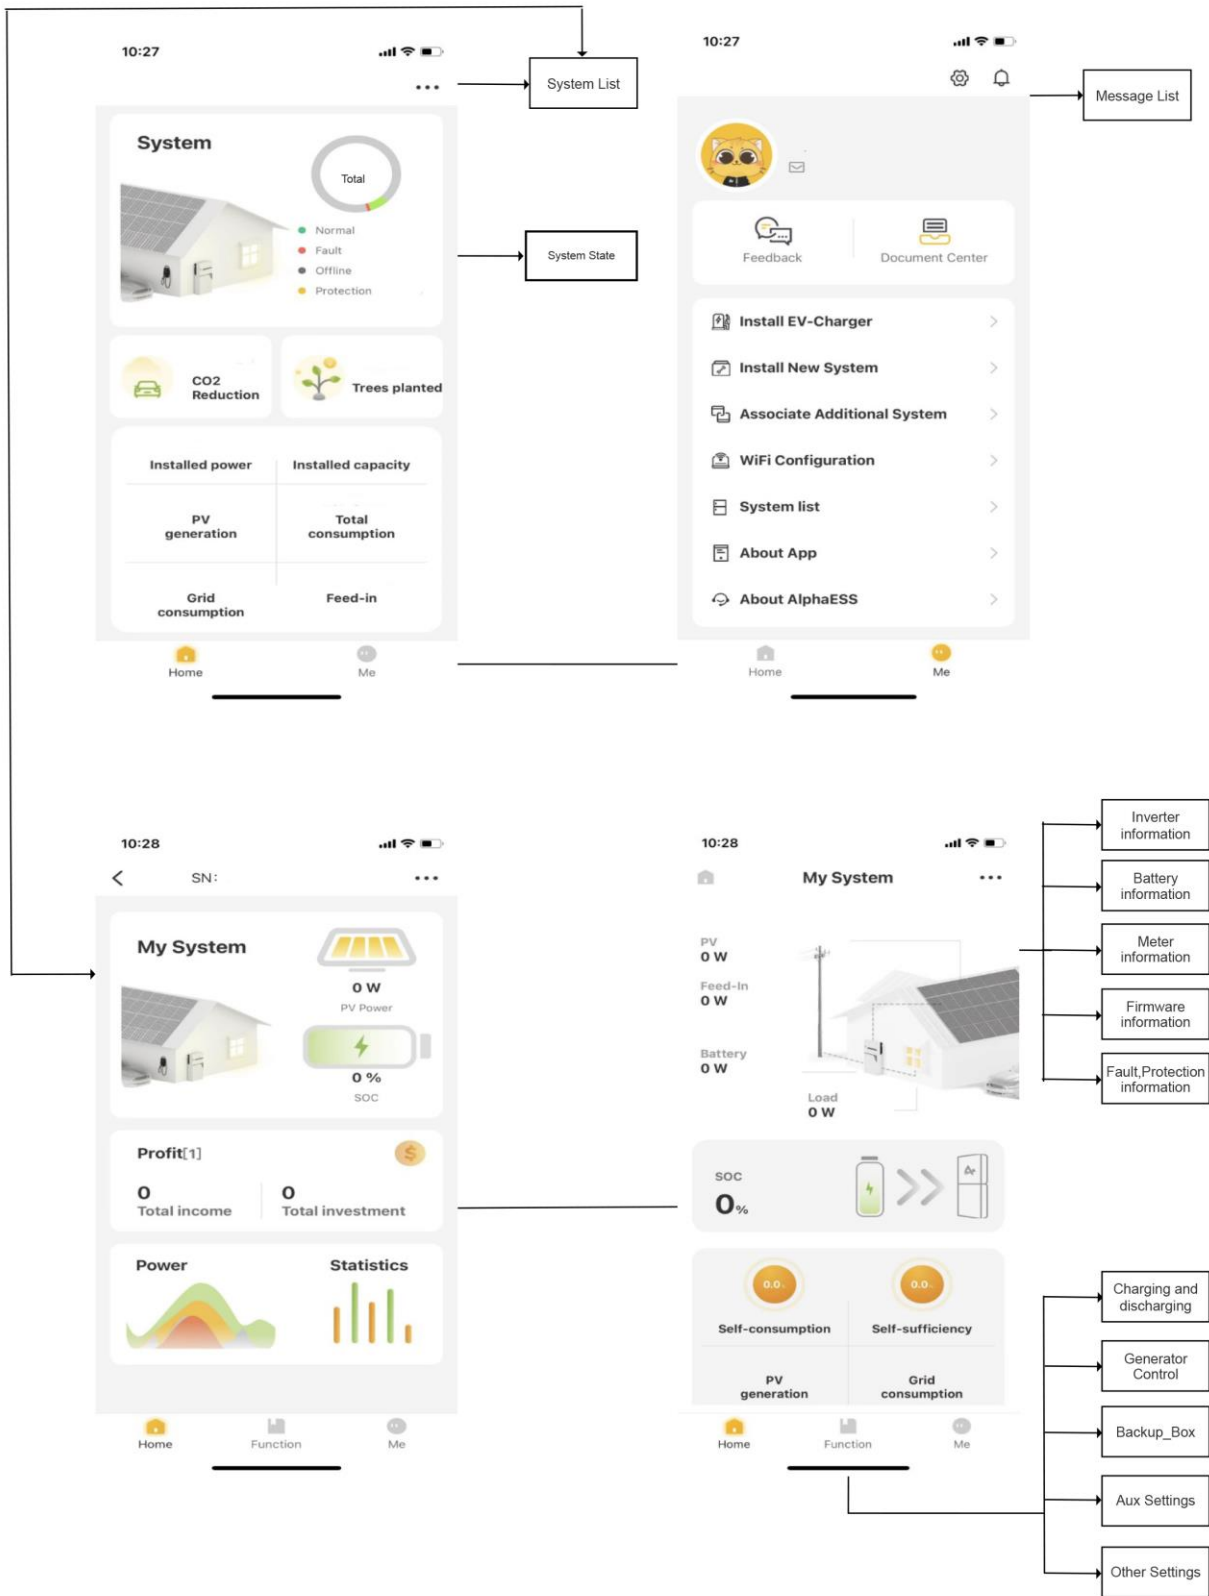 10:27
System List
System
Total
Normal
Fault
Offline
Protection
System State
CO2
Reduction
Trees planted
Installed power
Installed capacity
PV
generation
Total
consumption
Grid
consumption
Feed-in
Home
Me
10:27
Message List
Feedback
Document Center
Install EV-Charger
Install New System
Associate Additional System
WiFi Configuration
System list
About App
About AlphaESS
Home
Me
10:28
SN:
My System
0 W
PV Power
0 %
SOC
Profit[1]
0
Total income
0
Total investment
Power
Statistics
Home
Function
Me
10:28
My System
PV
0 W
Feed-In
0 W
Battery
0 W
Load
0 W
SOC
0%
0.0
Self-consumption
0.0
Self-sufficiency
PV
generation
Grid
consumption
Home
Function
Me
Inverter
information
Battery
information
Meter
information
Firmware
information
Fault,Protection
information
Charging and
discharging
Generator
Control
Backup_Box
Aux Settings
Other Settings